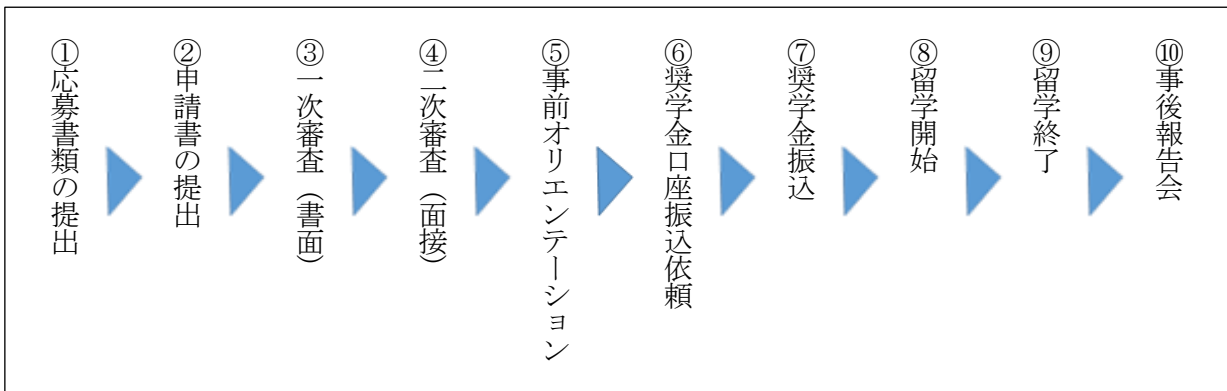 ①応募書類の提出
②申請書の提出
③一次審査（書面）
④二次審査（面接）
⑤事前オリエンテーション
⑥奨学金口座振込依頼
⑦奨学金振込
⑧留学開始
⑨留学終了
⑩事後報告会